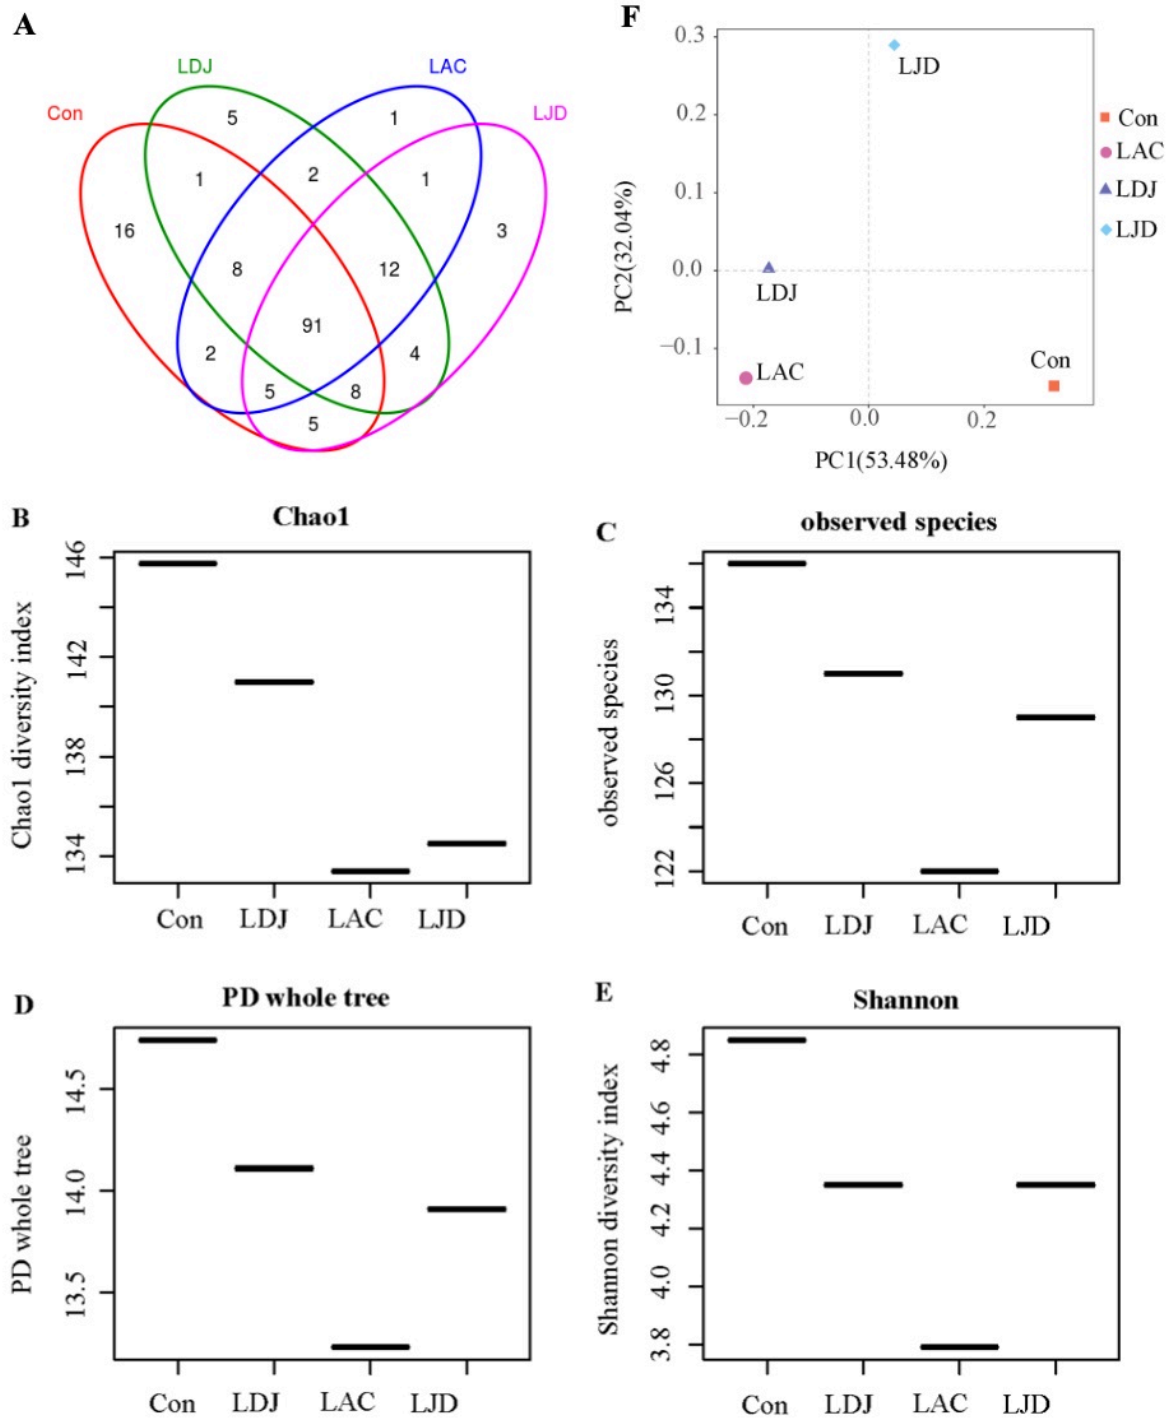 A
LDJ
LAC
Con
LJD
5
1
1
2
1
16
3
8
12
91
2
4
5
8
5
F
0.3
0.2
0.1
0.0
−0.1
PC2(32.04%)
LJD
LDJ
LAC
Con
−0.2
0.0
0.2
PC1(53.48%)
Con
LAC
LDJ
LJD
B
Chao1
Chao1 diversity index
146
142
138
134
Con
LDJ
LAC
LJD
C
observed species
observed species
134
130
126
122
Con
LDJ
LAC
LJD
D
PD whole tree
PD whole tree
14.5
14.0
13.5
Con
LDJ
LAC
LJD
E
Shannon
Shannon diversity index
4.8
4.6
4.4
4.2
4.0
3.8
Con
LDJ
LAC
LJD